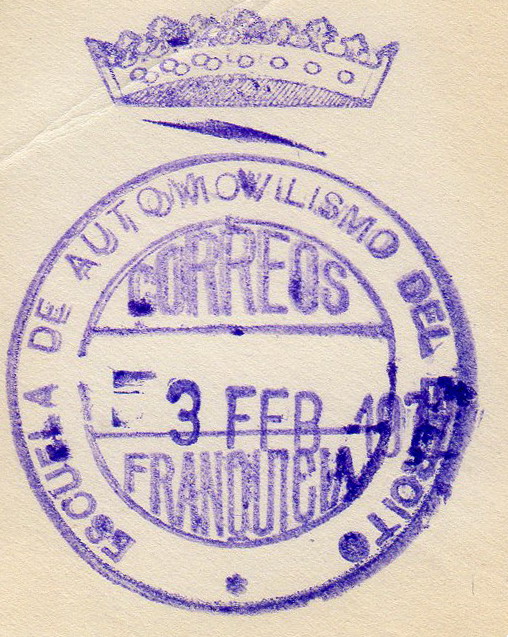 ESCUELA DE AUTOMOVILISMO DEL EJERCITO
CORREOS
3 FEB
FRANQUICIA